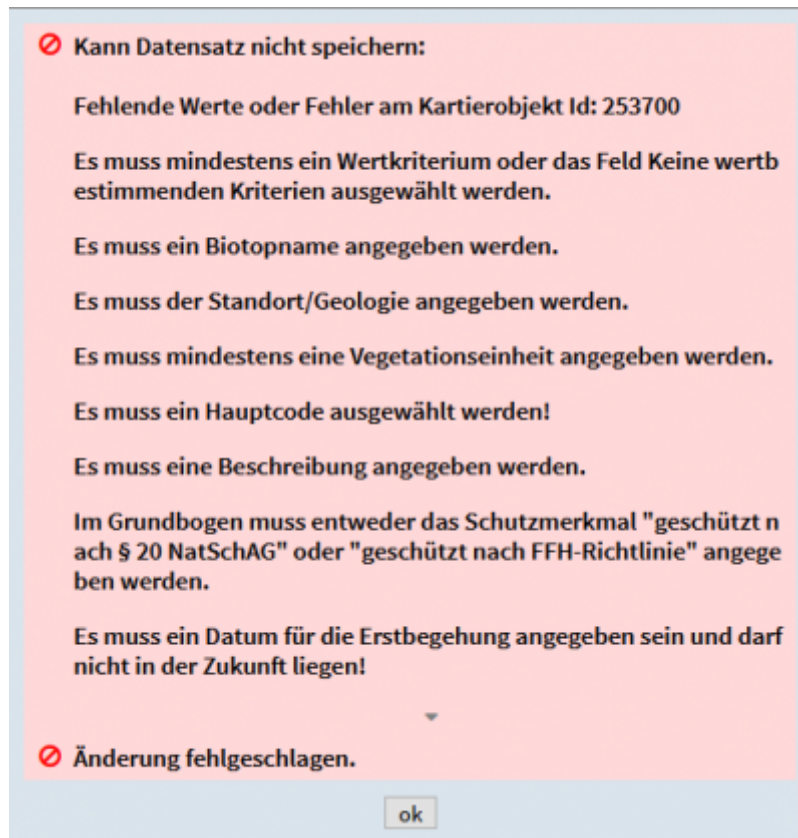 Kann Datensatz nicht speichern:
Fehlende Werte oder Fehler am Kartierobjekt Id: 253700
Es muss mindestens ein Wertkriterium oder das Feld Keine wertb
estimmenden Kriterien ausgewählt werden.
Es muss ein Biotopname angegeben werden.
Es muss der Standort/Geologie angegeben werden.
Es muss mindestens eine Vegetationseinheit angegeben werden.
Es muss ein Hauptcode ausgewählt werden!
Es muss eine Beschreibung angegeben werden.
Im Grundbogen muss entweder das Schutzmerkmal "geschützt n
ach § 20 NatSchAG" oder "geschützt nach FFH-Richtlinie" angege
ben werden.
Es muss ein Datum für die Erstbegehung angegeben sein und darf
nicht in der Zukunft liegen!
Änderung fehlgeschlagen.
ok